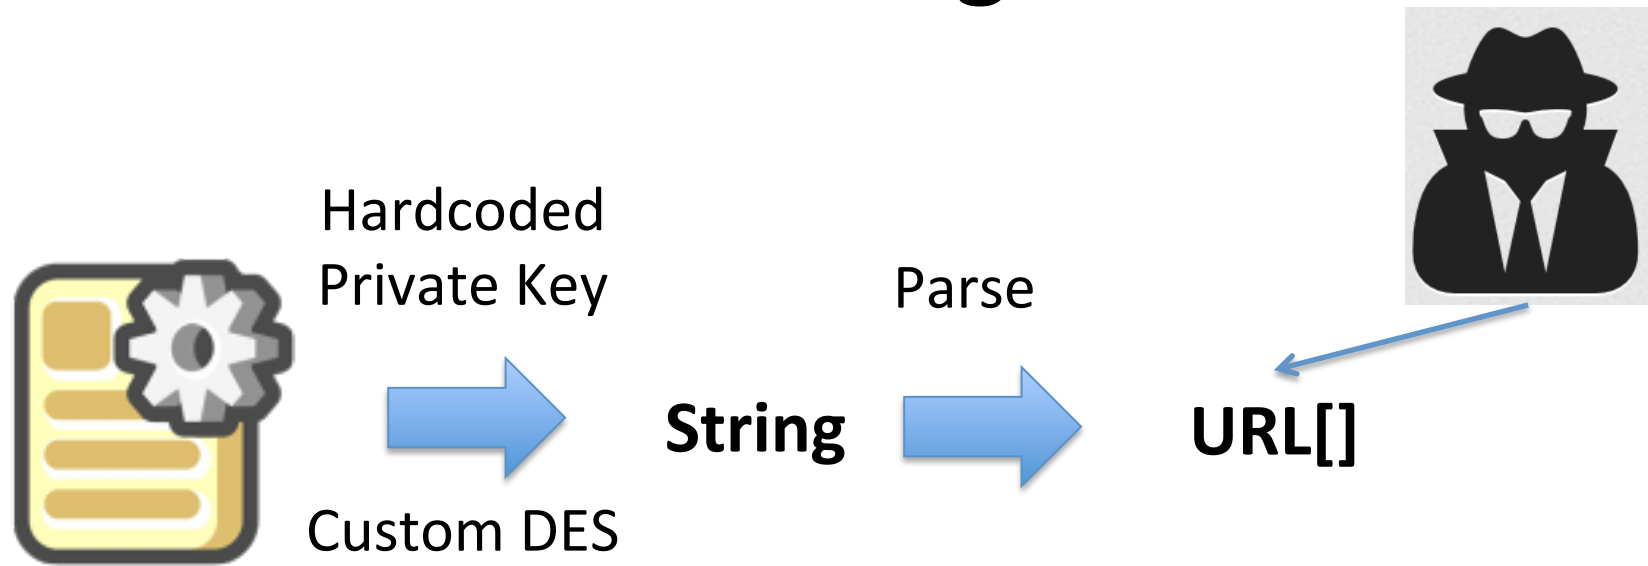 Hardcoded
Private Key
Parse
String
URL[]
Custom DES